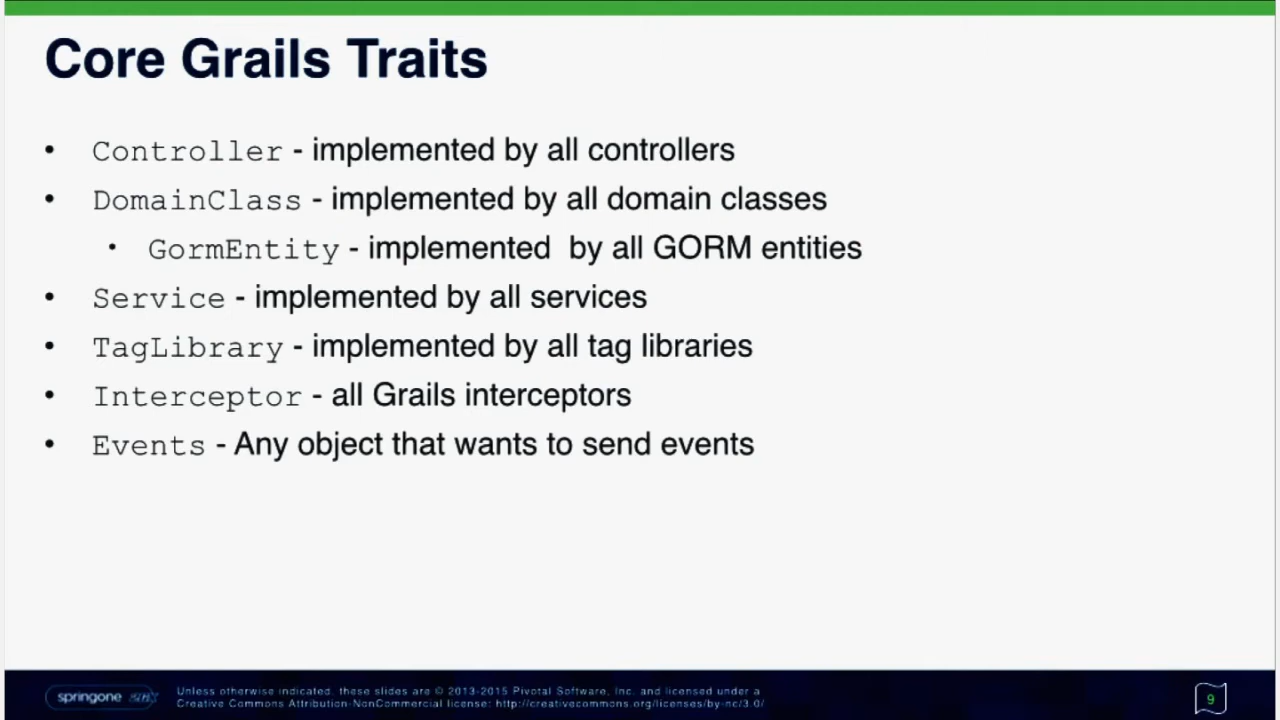 Core Grails Traits
• Controller - implemented by all controllers
• DomainClass - implemented by all domain classes
• GormEntity - implemented  by all GORM entities
• Service - implemented by all services
• TagLibrary - implemented by all tag libraries
• Interceptor - all Grails interceptors
• Events - Any object that wants to send events
springone 2GX
Unless otherwise indicated, these slides are © 2013-2015 Pivotal Software, Inc. and licensed under a
Creative Commons Attribution-NonCommercial license: http://creativecommons.org/licenses/by-nc/3.0/
9